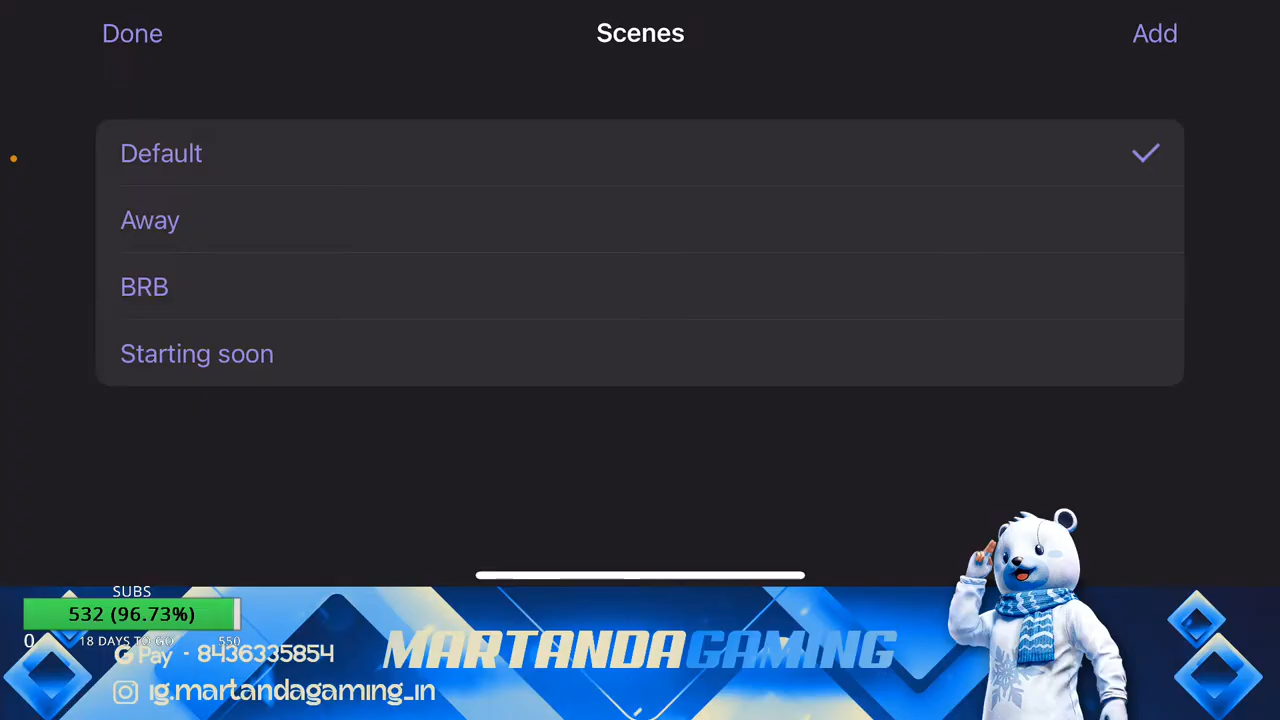 Done
Scenes
Add
Default
Away
BRB
Starting soon
SUBS
532 (96.73%)
0 18 DAYS TO GO 550
G Pay - 8436335854
MARTANDAGAMING
ig.martandagaming_in